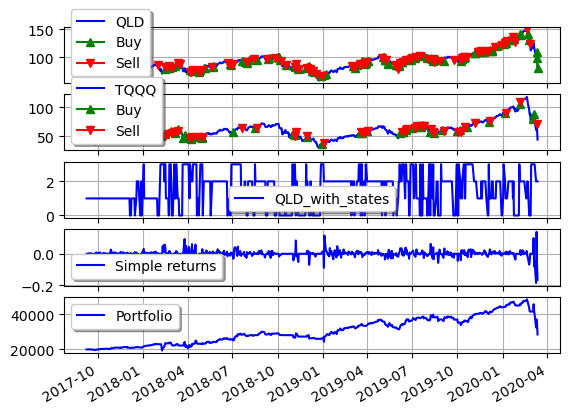 QLD
Buy
Sell
150
100
TQQQ
Buy
Sell
100
50
QLD_with_states
2
0
Simple returns
0.0
−0.2
Portfolio
40000
20000
2017-10
2018-01
2018-04
2018-07
2018-10
2019-01
2019-04
2019-07
2019-10
2020-01
2020-04